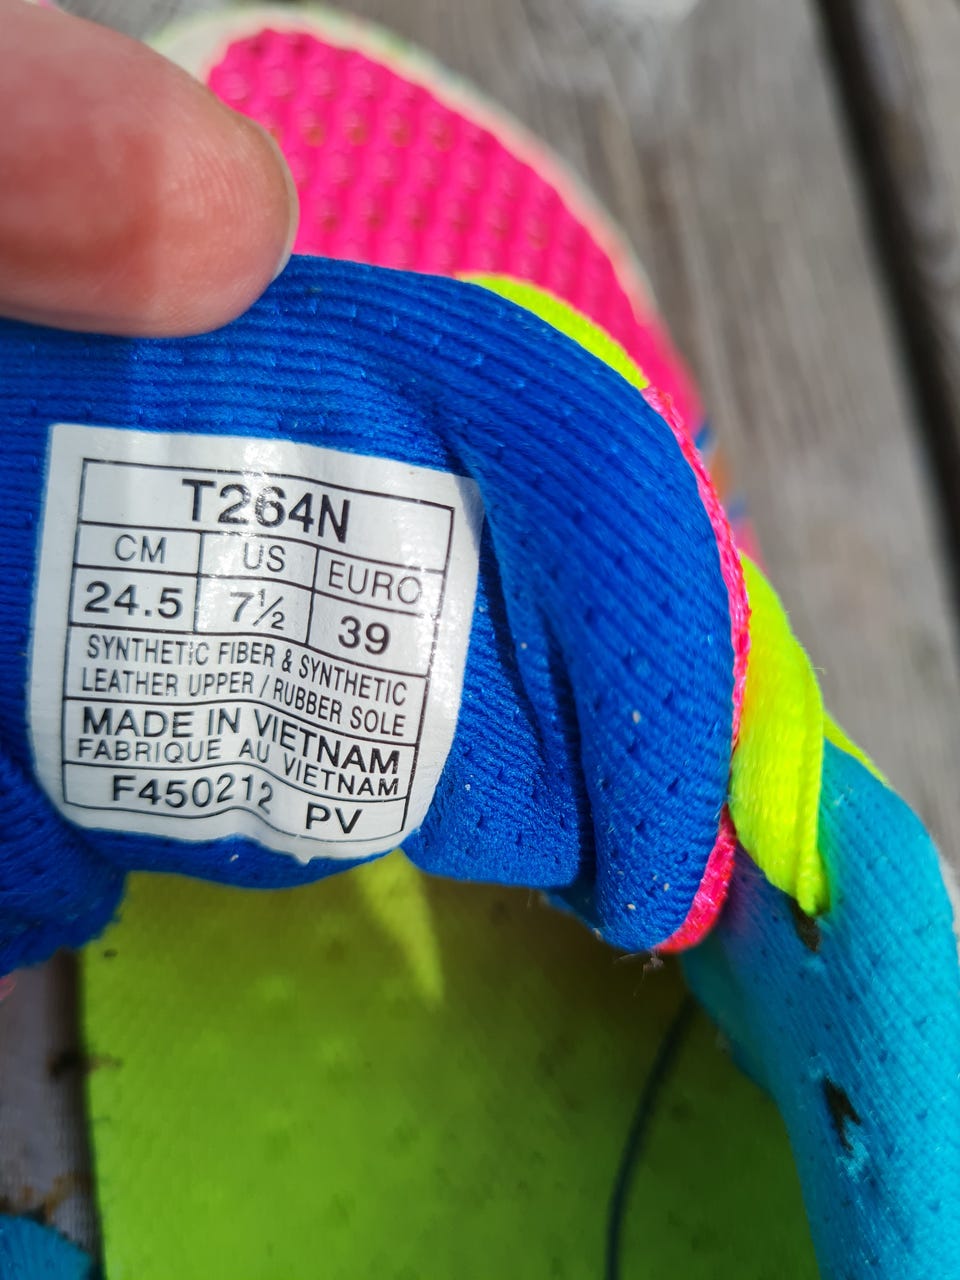 T264N
CM US EURO
24.5 7½ 39
SYNTHETIC FIBER & SYNTHETIC
LEATHER UPPER / RUBBER SOLE
MADE IN VIETNAM
FABRIQUE AU VIETNAM
F450212 PV